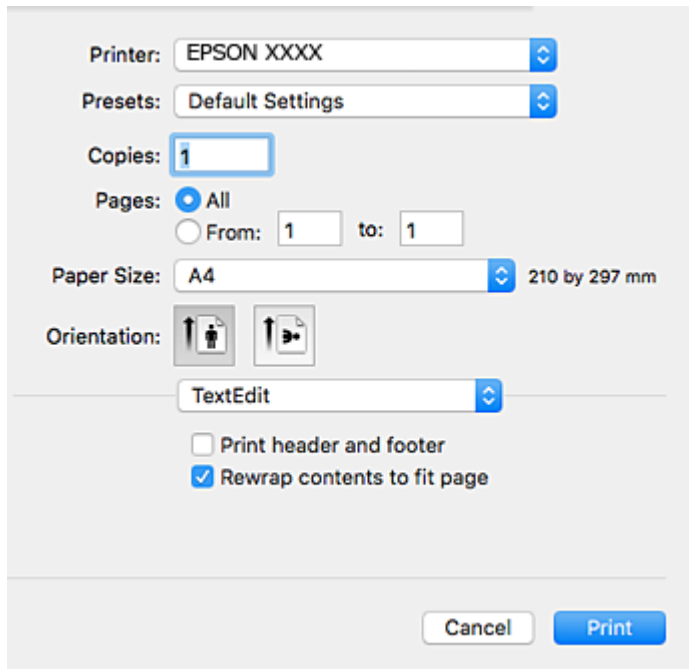 Printer: EPSON XXXX
Presets: Default Settings
Copies: 1
Pages: All
From: 1 to: 1
Paper Size: A4 210 by 297 mm
Orientation:
TextEdit
Print header and footer
Rewrap contents to fit page
Cancel Print